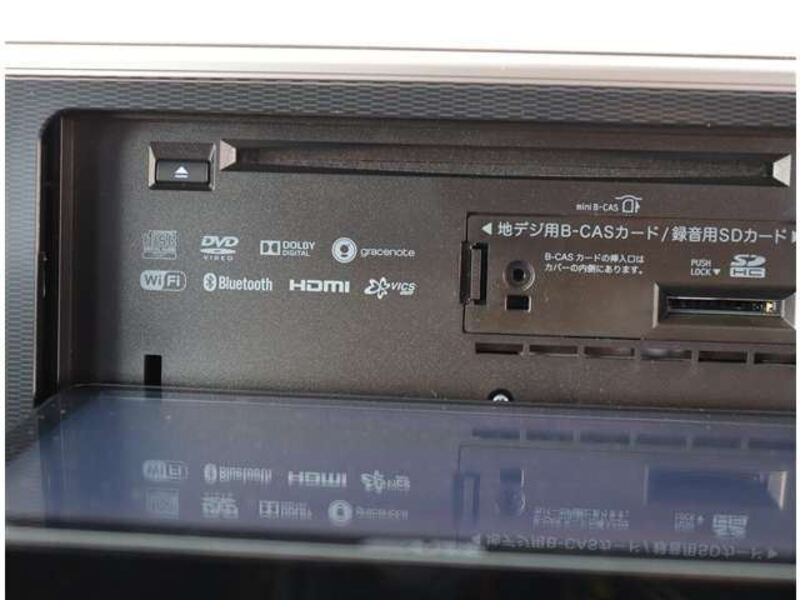 mini B-CAS
◀ 地デジ用B-CASカード / 録音用SDカード ▶
B-CAS カードの挿入口は
カバーの内側にあります。
PUSH
LOCK ▼
SD
HC
DVD
VIDEO
DOLBY
DIGITAL
gracenote
Wi Fi
Bluetooth
HDMI
VICS